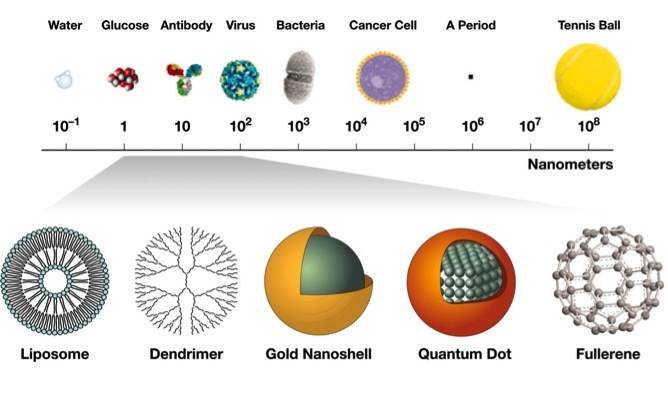 Water Glucose Antibody Virus Bacteria Cancer Cell A Period Tennis Ball
10⁻¹ 1 10 10² 10³ 10⁴ 10⁵ 10⁶ 10⁷ 10⁸
Nanometers
Liposome Dendrimer Gold Nanoshell Quantum Dot Fullerene